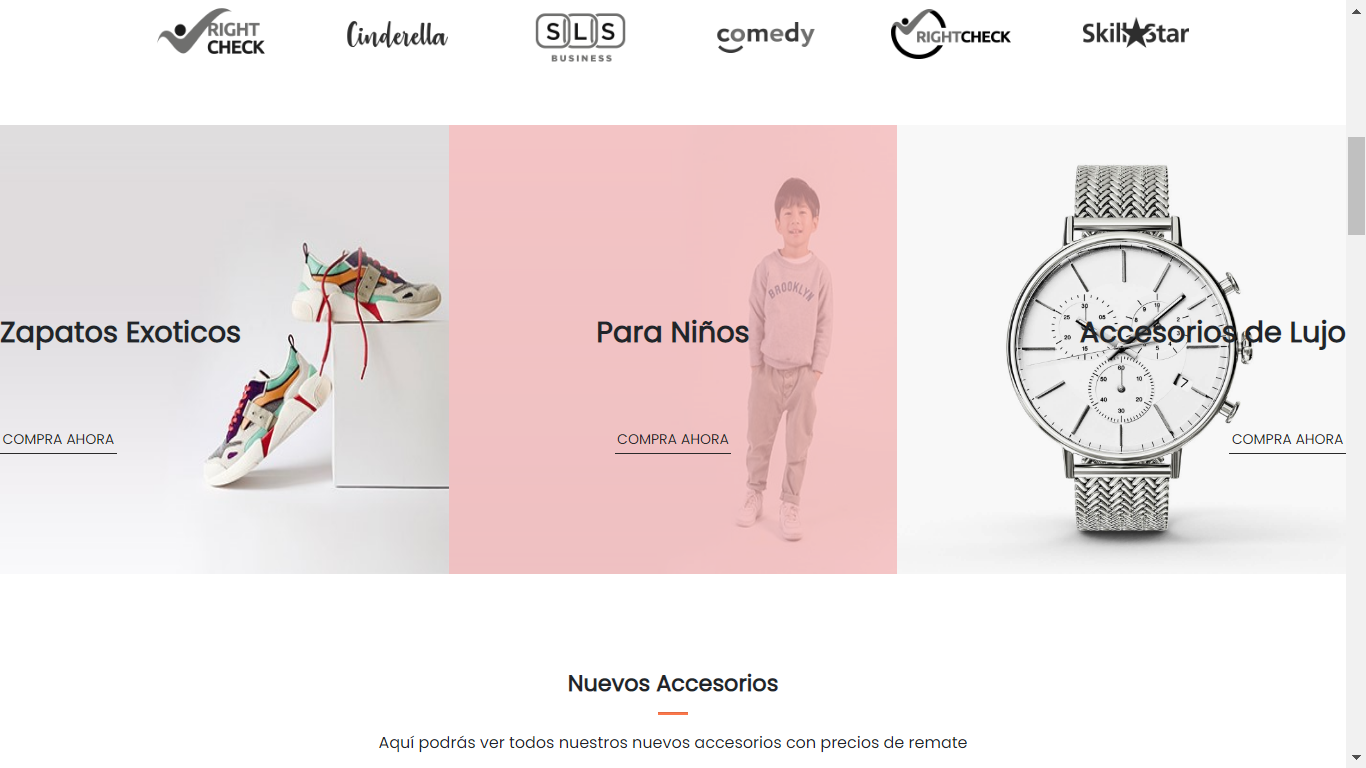 RIGHT
CHECK
Cinderella
SLS
BUSINESS
comedy
RIGHTCHECK
SkillStar
BROOKLYN
Zapatos Exoticos
Para Niños
Accesorios de Lujo
COMPRA AHORA
COMPRA AHORA
COMPRA AHORA
Nuevos Accesorios
Aquí podrás ver todos nuestros nuevos accesorios con precios de remate